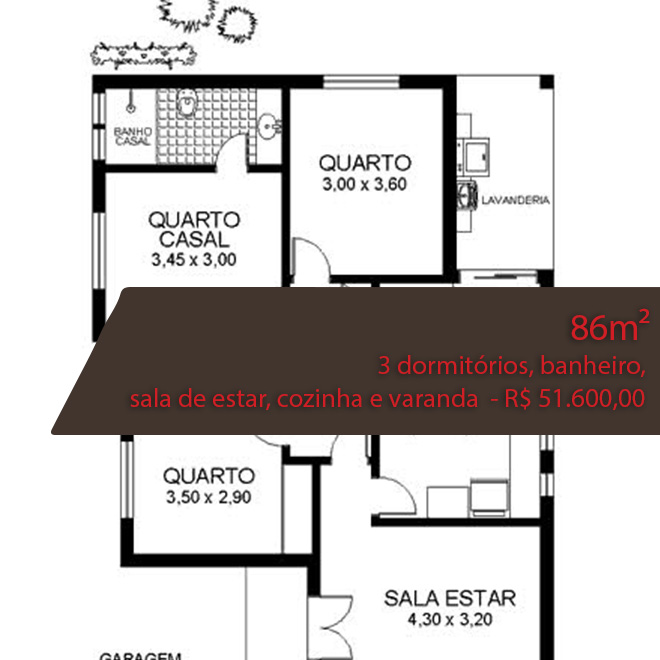 BANHO
CASAL
QUARTO
3,00 x 3,60
LAVANDERIA
QUARTO
CASAL
3,45 x 3,00
86m²
3 dormitórios, banheiro,
sala de estar, cozinha e varanda - R$ 51.600,00
QUARTO
3,50 x 2,90
SALA ESTAR
4,30 x 3,20
GARAGEM